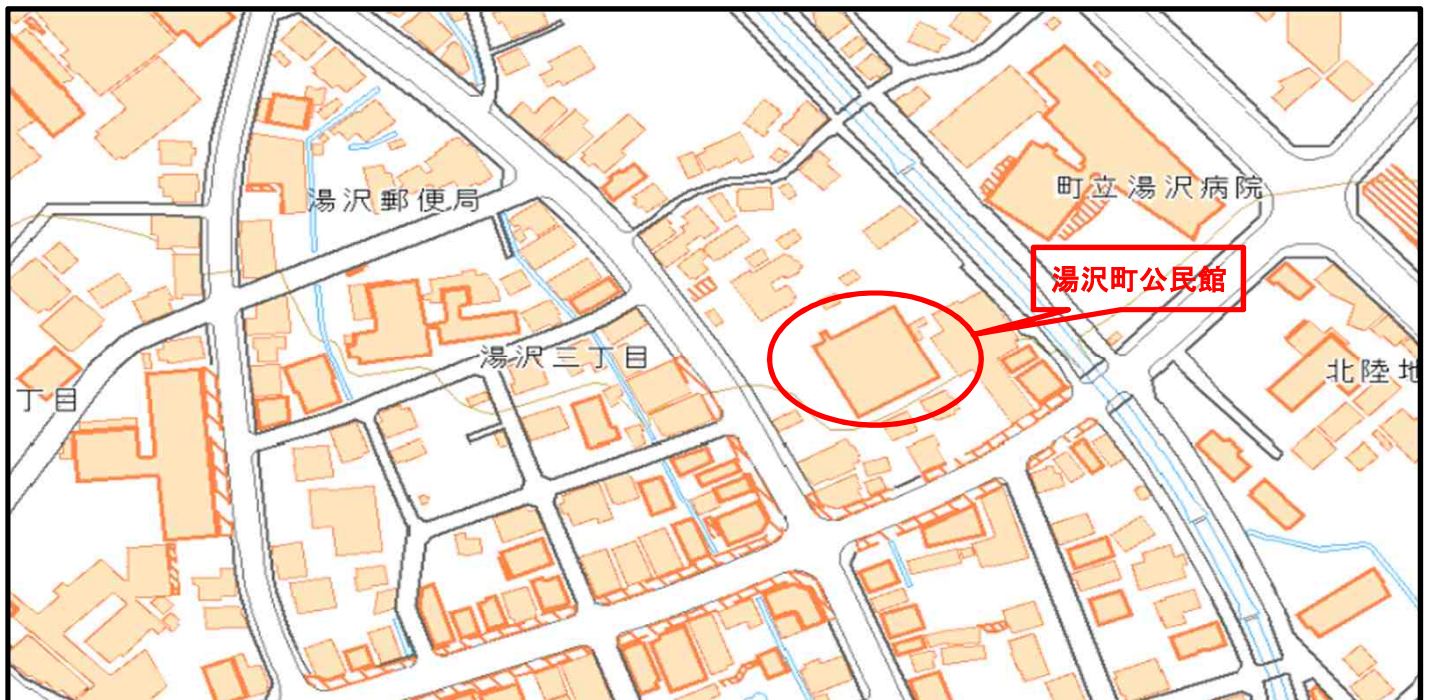 湯沢郵便局
町立湯沢病院
湯沢町公民館
湯沢三丁目
北陸地
丁目